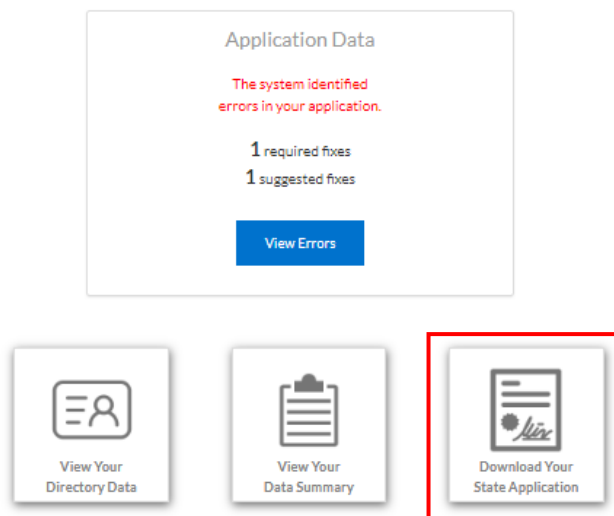 Application Data
The system identified
errors in your application.
1 required fixes
1 suggested fixes
View Errors
View Your
Directory Data
View Your
Data Summary
Download Your
State Application